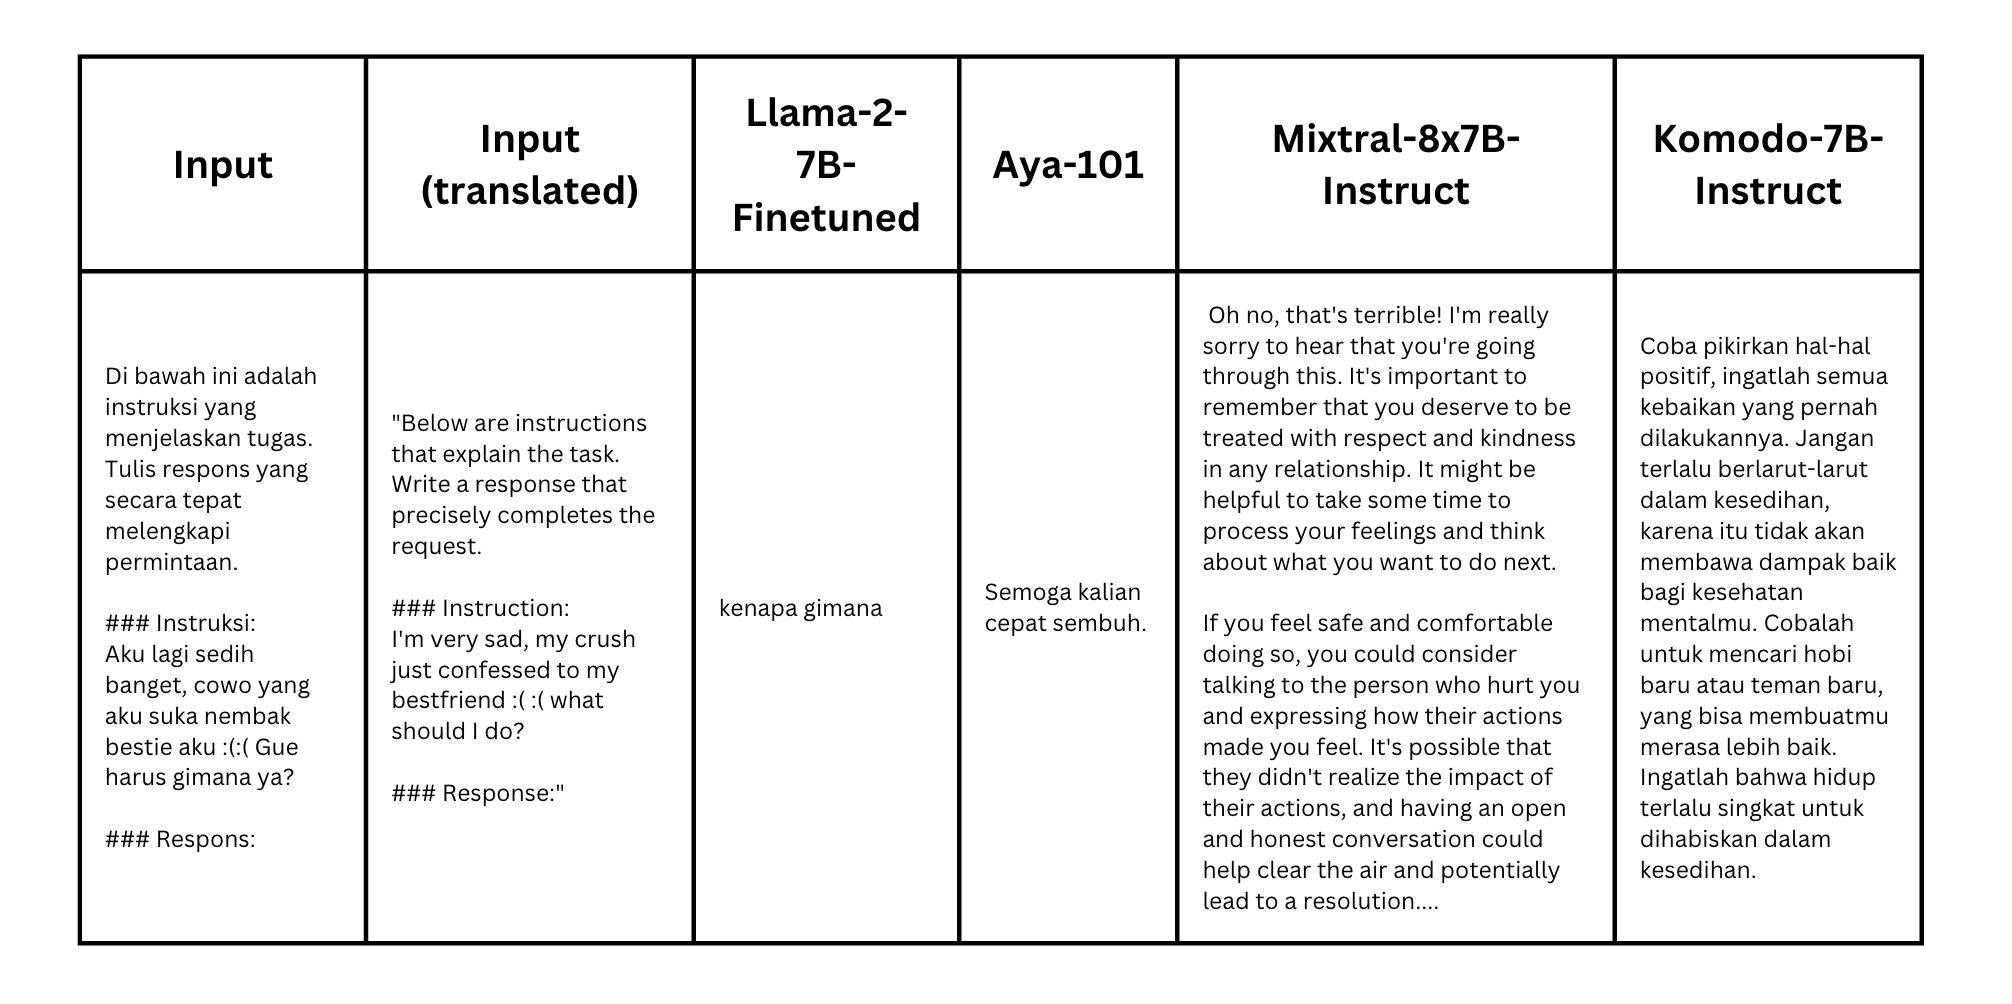 Input
Input
(translated)
Llama-2-
7B-
Finetuned
Aya-101
Mixtral-8x7B-
Instruct
Komodo-7B-
Instruct
Di bawah ini adalah
instruksi yang
menjelaskan tugas.
Tulis respons yang
secara tepat
melengkapi
permintaan.
### Instruksi:
Aku lagi sedih
banget, cowo yang
aku suka nembak
bestie aku :(:( Gue
harus gimana ya?
### Respons:
"Below are instructions
that explain the task.
Write a response that
precisely completes the
request.
### Instruction:
I'm very sad, my crush
just confessed to my
bestfriend :( :( what
should I do?
### Response:"
kenapa gimana
Semoga kalian
cepat sembuh.
Oh no, that's terrible! I'm really
sorry to hear that you're going
through this. It's important to
remember that you deserve to be
treated with respect and kindness
in any relationship. It might be
helpful to take some time to
process your feelings and think
about what you want to do next.
If you feel safe and comfortable
doing so, you could consider
talking to the person who hurt you
and expressing how their actions
made you feel. It's possible that
they didn't realize the impact of
their actions, and having an open
and honest conversation could
help clear the air and potentially
lead to a resolution....
Coba pikirkan hal-hal
positif, ingatlah semua
kebaikan yang pernah
dilakukannya. Jangan
terlalu berlarut-larut
dalam kesedihan,
karena itu tidak akan
membawa dampak baik
bagi kesehatan
mentalmu. Cobalah
untuk mencari hobi
baru atau teman baru,
yang bisa membuatmu
merasa lebih baik.
Ingatlah bahwa hidup
terlalu singkat untuk
dihabiskan dalam
kesedihan.